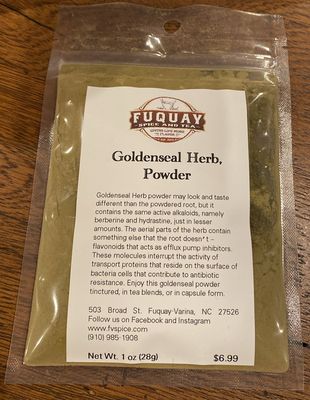 FUQUAY
SPICE AND TEA
GIVING LIFE MORE
FLAVOR
Goldenseal Herb,
Powder
Goldenseal Herb powder may look and taste
different than the powdered root, but it
contains the same active alkaloids, namely
berberine and hydrastine, just in lesser
amounts. The aerial parts of the herb contain
something else that the root doesn't –
flavonoids that acts as efflux pump inhibitors.
These molecules interrupt the activity of
transport proteins that reside on the surface of
bacteria cells that contribute to antibiotic
resistance. Enjoy this goldenseal powder
tinctured, in tea blends, or in capsule form.
503 Broad St. Fuquay-Varina, NC 27526
Follow us on Facebook and Instagram
www.fvspice.com
(910) 985-1908
Net Wt. 1 oz (28g) $6.99